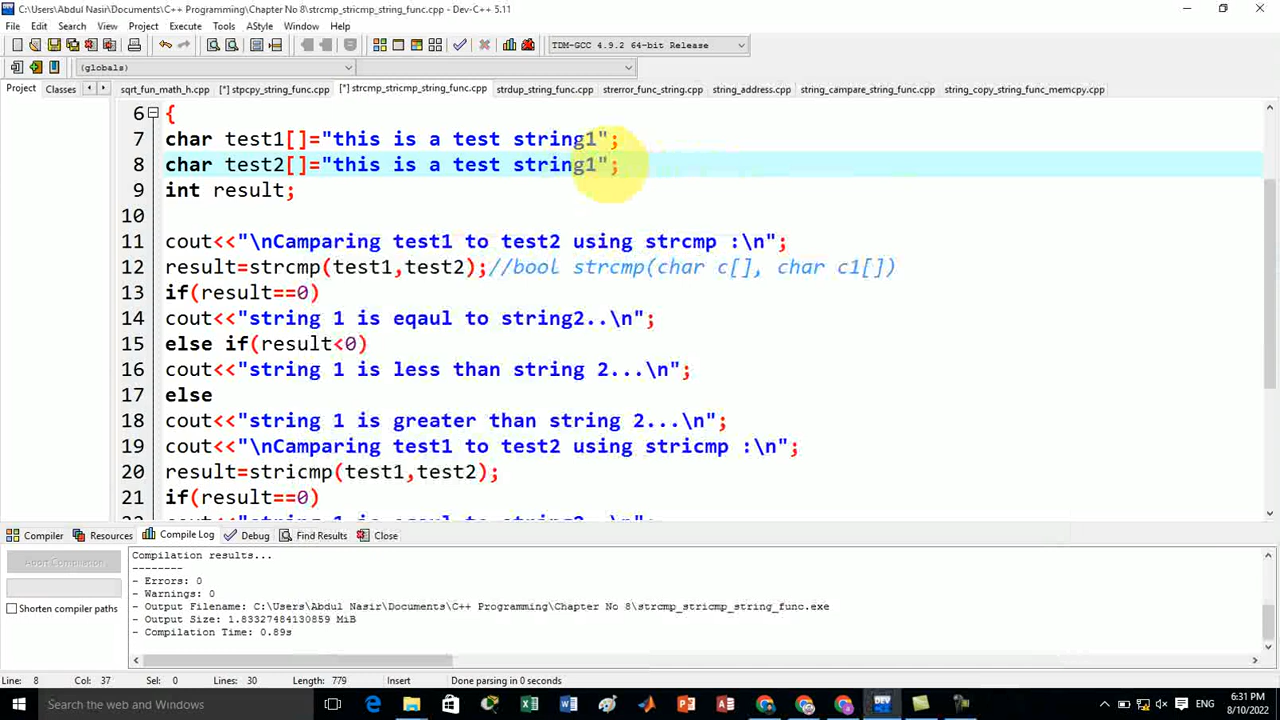 C:\Users\Abdul Nasir\Documents\C++ Programming\Chapter No 8\strcmp_stricmp_string_func.cpp - Dev-C++ 5.11
File Edit Search View Project Execute Tools AStyle Window Help
TDM-GCC 4.9.2 64-bit Release
(globals)
Project Classes sqrt_fun_math_h.cpp [*] stpcpy_string_func.cpp [*] strcmp_stricmp_string_func.cpp strdup_string_func.cpp strerror_func_string.cpp string_address.cpp string_campare_string_func.cpp string_copy_string_func_memcpy.cpp
6 {
7 char test1[]="this is a test string1";
8 char test2[]="this is a test string1";
9 int result;
10
11 cout<<"\nCamparing test1 to test2 using strcmp :\n";
12 result=strcmp(test1,test2);//bool strcmp(char c[], char c1[])
13 if(result==0)
14 cout<<"string 1 is eqaul to string2..\n";
15 else if(result<0)
16 cout<<"string 1 is less than string 2...\n";
17 else
18 cout<<"string 1 is greater than string 2...\n";
19 cout<<"\nCamparing test1 to test2 using stricmp :\n";
20 result=stricmp(test1,test2);
21 if(result==0)
Compiler Resources Compile Log Debug Find Results Close
Abort Compilation
Shorten compiler paths
Compilation results...
--------
- Errors: 0
- Warnings: 0
- Output Filename: C:\Users\Abdul Nasir\Documents\C++ Programming\Chapter No 8\strcmp_stricmp_string_func.exe
- Output Size: 1.83327484130859 MiB
- Compilation Time: 0.89s
Line: 8 Col: 37 Sel: 0 Lines: 30 Length: 779 Insert Done parsing in 0 seconds
Search the web and Windows
ENG
6:31 PM
8/10/2022